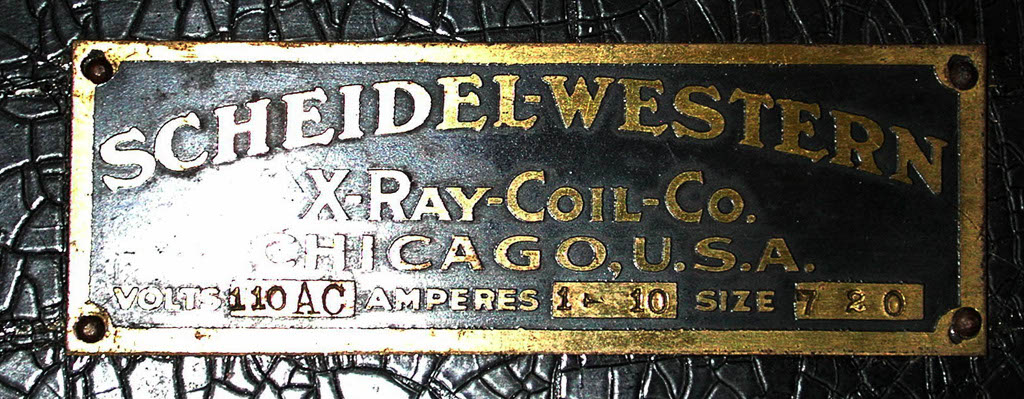 SCHEIDEL-WESTERN
X-RAY-COIL-CO.
CHICAGO, U.S.A.
VOLTS 110 AC AMPERES 1 - 10 SIZE 7 20